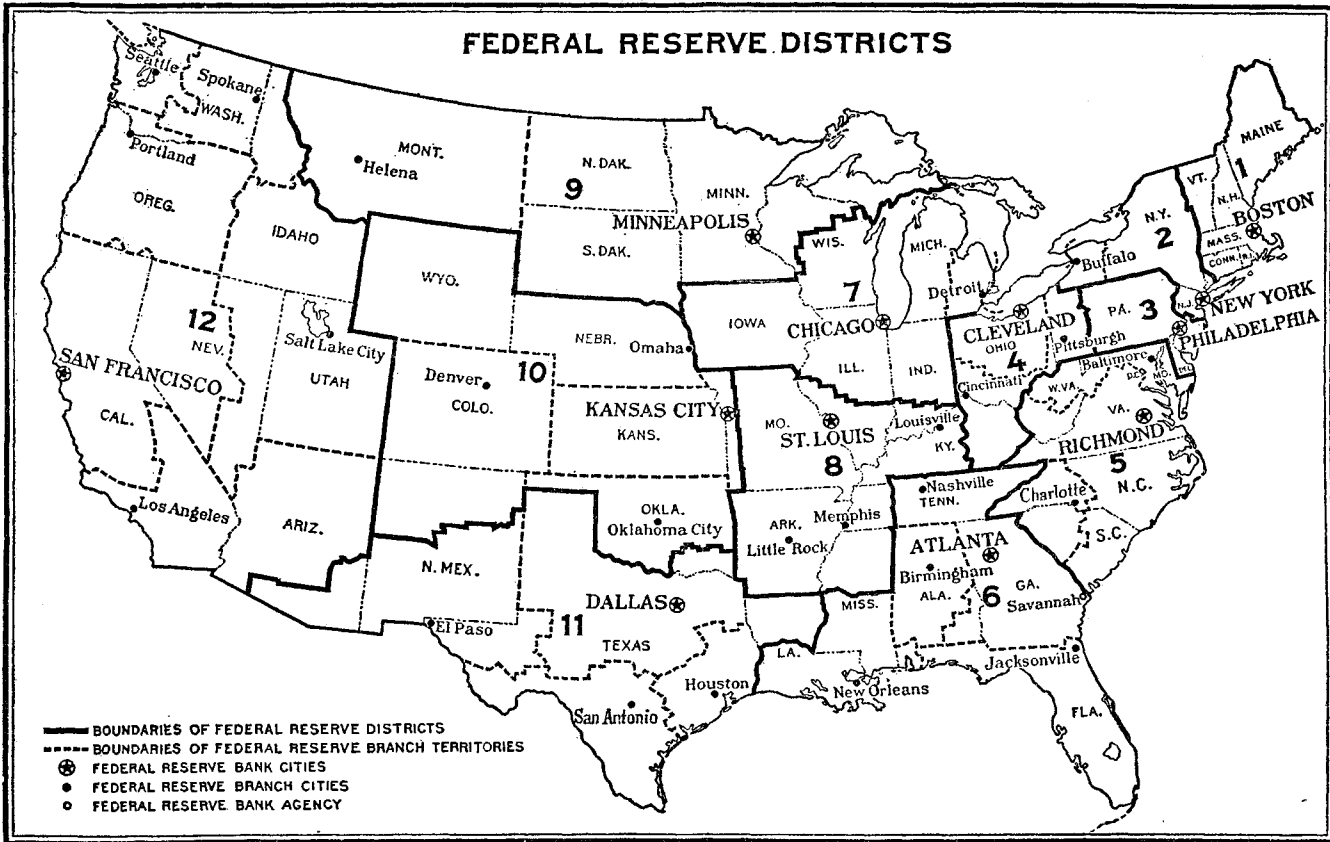 FEDERAL RESERVE DISTRICTS
Seattle
Spokane
WASH.
Portland
OREG.
IDAHO
MONT.
Helena
N. DAK.
9
MINN.
MINNEAPOLIS
S. DAK.
WYO.
WIS.
MICH.
7
Detroit
MAINE
1
VT.
N.H.
BOSTON
MASS.
CONN.
R.I.
N.Y.
2
Buffalo
NEW YORK
N.J.
PA.
3
PHILADELPHIA
12
NEV.
SAN FRANCISCO
CAL.
Los Angeles
Salt Lake City
UTAH
ARIZ.
NEBR.
Omaha
IOWA
CHICAGO
ILL.
IND.
CLEVELAND
OHIO
4
Pittsburgh
Cincinnati
Baltimore
W.VA.
D.C.
MD.
VA.
RICHMOND
5
N.C.
Charlotte
S.C.
Denver
COLO.
10
KANSAS CITY
KANS.
MO.
ST. LOUIS
8
Louisville
KY.
Nashville
TENN.
OKLA.
Oklahoma City
ARK.
Little Rock
Memphis
ATLANTA
Birmingham
ALA.
6
GA.
Savannah
N. MEX.
El Paso
DALLAS
11
TEXAS
Houston
San Antonio
MISS.
LA.
New Orleans
Jacksonville
FLA.
BOUNDARIES OF FEDERAL RESERVE DISTRICTS
BOUNDARIES OF FEDERAL RESERVE BRANCH TERRITORIES
FEDERAL RESERVE BANK CITIES
FEDERAL RESERVE BRANCH CITIES
FEDERAL RESERVE BANK AGENCY